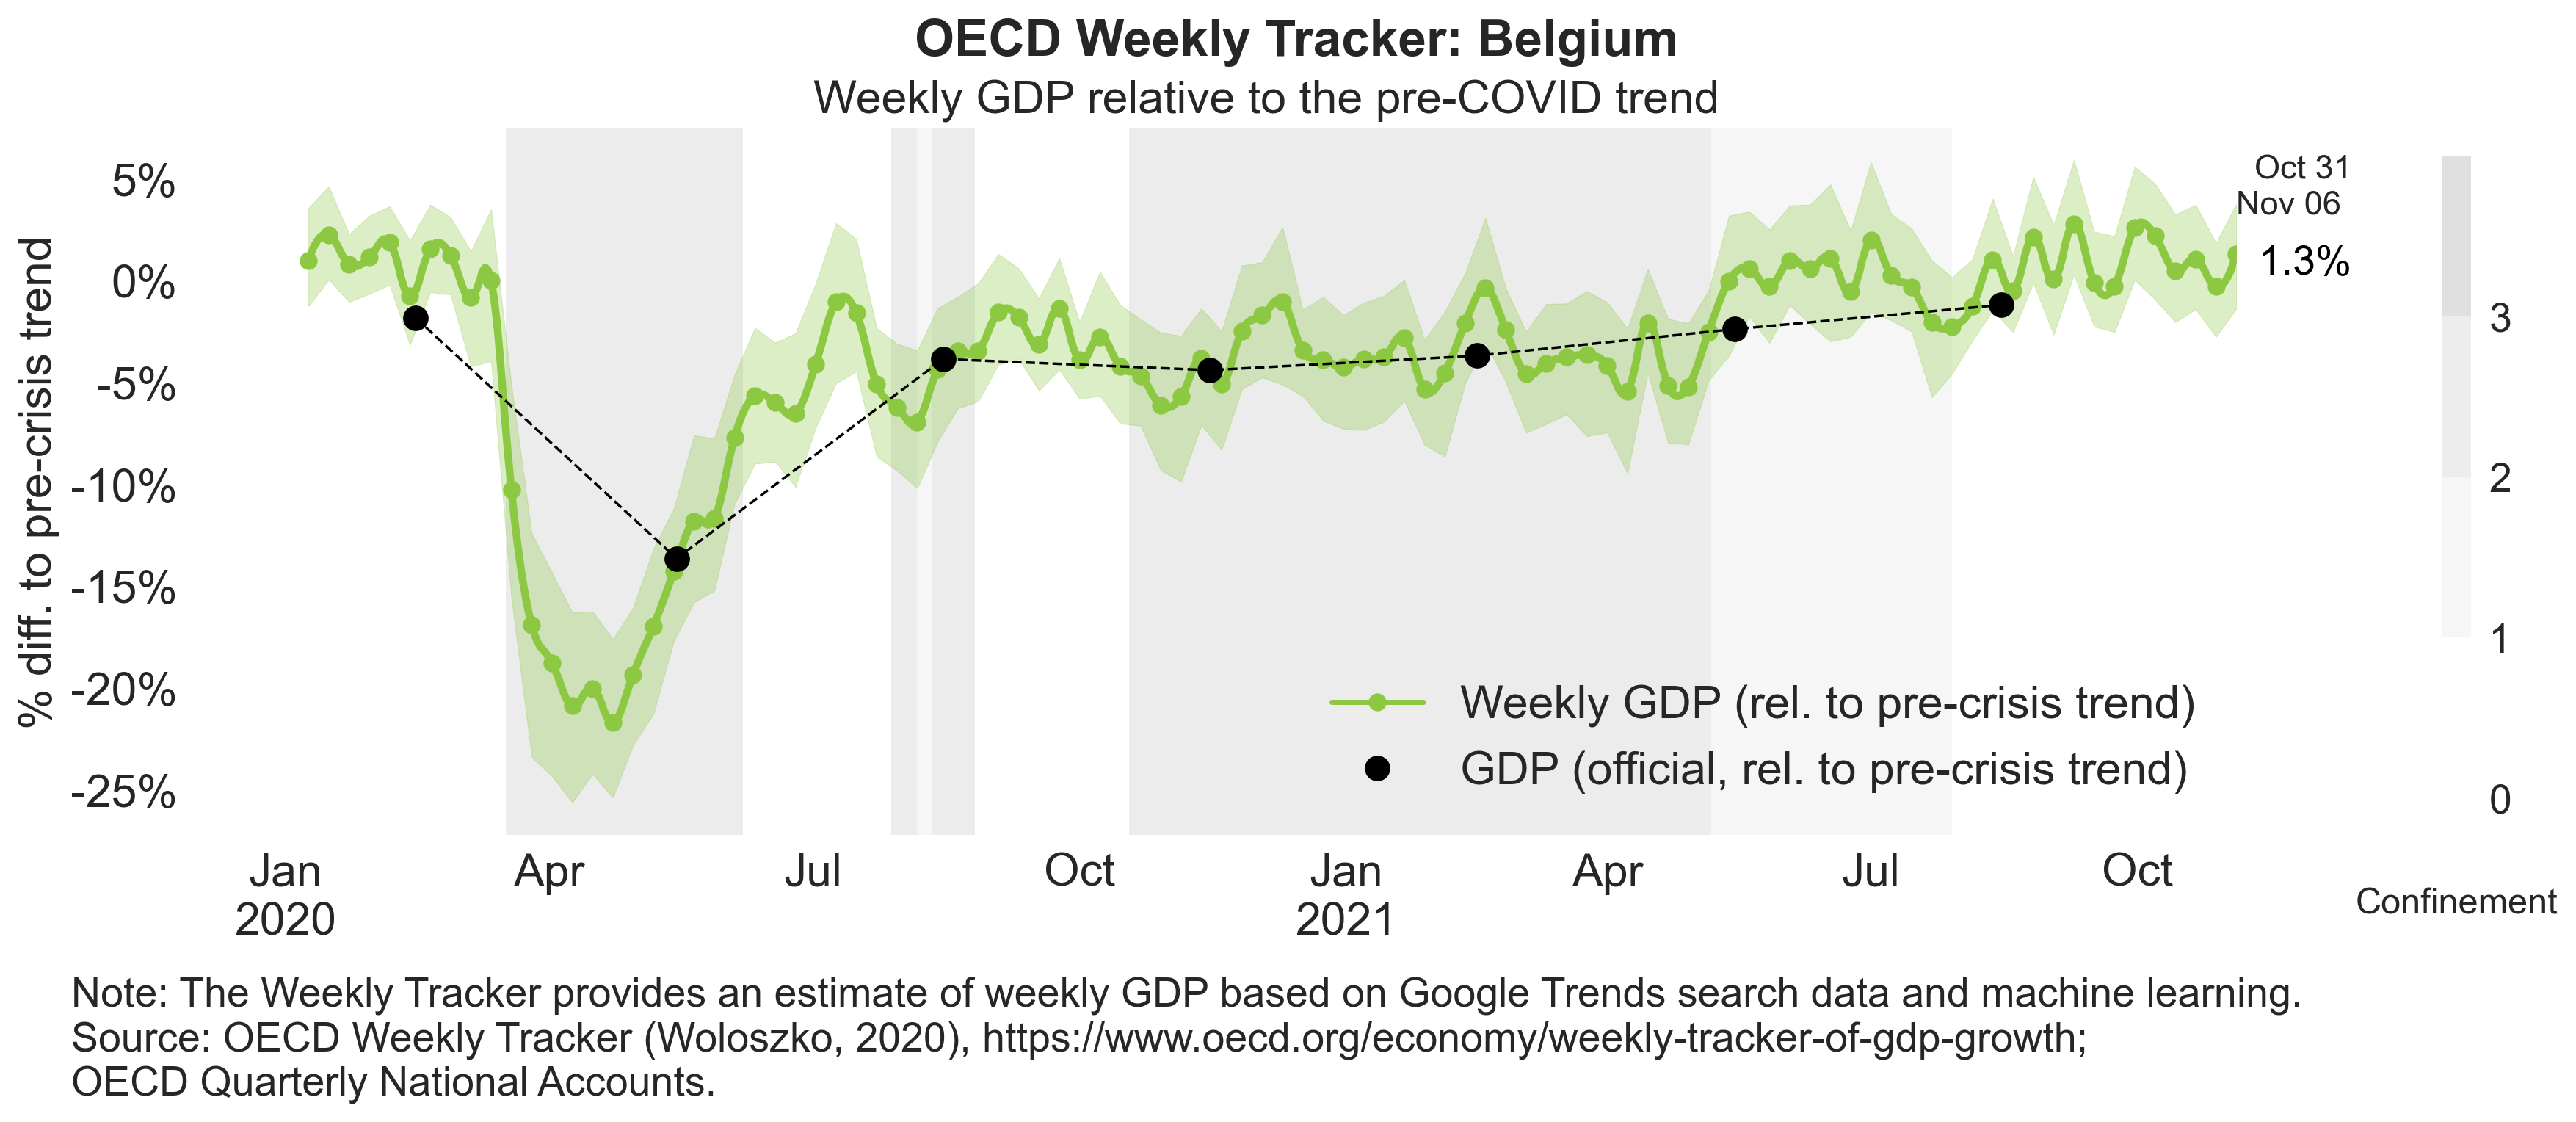 OECD Weekly Tracker: Belgium
Weekly GDP relative to the pre-COVID trend
% diff. to pre-crisis trend
5%
0%
-5%
-10%
-15%
-20%
-25%
Oct 31
Nov 06
1.3%
3
2
1
0
Confinement
Weekly GDP (rel. to pre-crisis trend)
GDP (official, rel. to pre-crisis trend)
Jan Apr Jul Oct Jan Apr Jul Oct
2020 2021
Note: The Weekly Tracker provides an estimate of weekly GDP based on Google Trends search data and machine learning.
Source: OECD Weekly Tracker (Woloszko, 2020), https://www.oecd.org/economy/weekly-tracker-of-gdp-growth;
OECD Quarterly National Accounts.